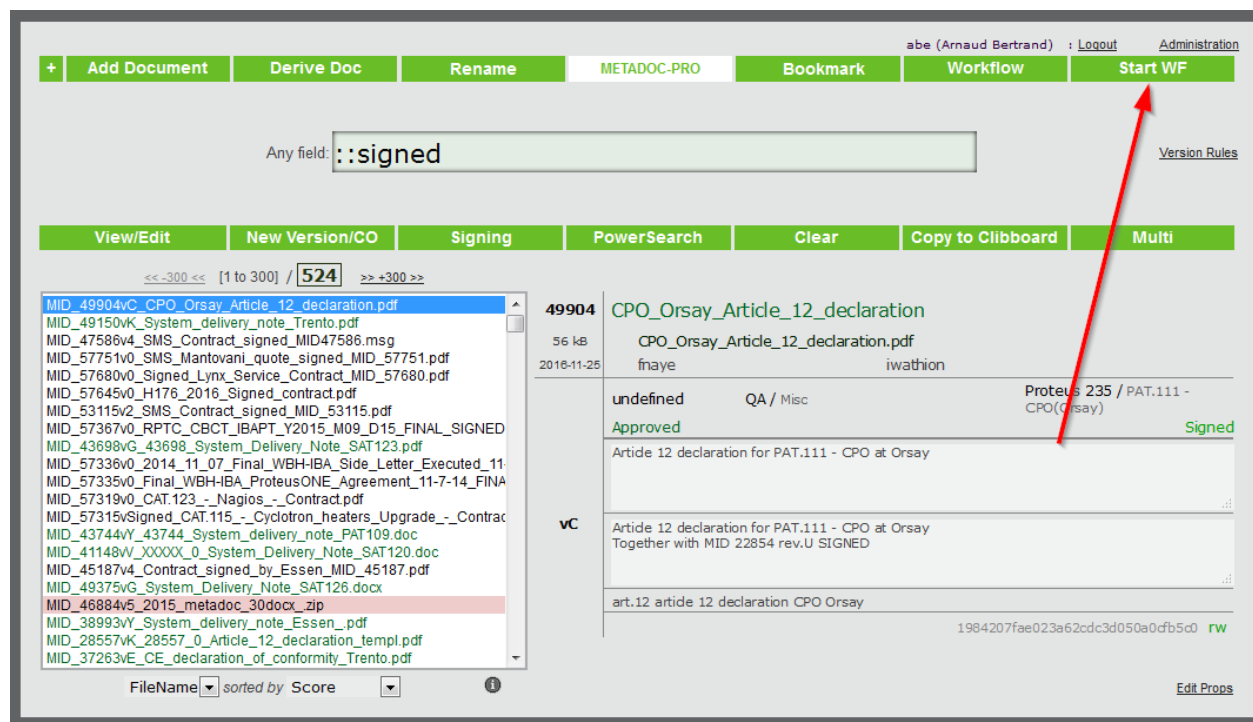 abe (Arnaud Bertrand) : Logout Administration
+ Add Document Derive Doc Rename METADOC-PRO Bookmark Workflow Start WF
Any field: ::signed
Version Rules
View/Edit New Version/CO Signing PowerSearch Clear Copy to Clibboard Multi
<< -300 << [1 to 300] / 524 >> +300 >>
MID_49904vC_CPO_Orsay_Article_12_declaration.pdf
MID_49150vK_System_delivery_note_Trento.pdf
MID_47586v4_SMS_Contract_signed_MID47586.msg
MID_57751v0_SMS_Mantovani_quote_signed_MID_57751.pdf
MID_57680v0_Signed_Lynx_Service_Contract_MID_57680.pdf
MID_57645v0_H176_2016_Signed_contract.pdf
MID_53115v2_SMS_Contract_signed_MID_53115.pdf
MID_57367v0_RPTC_CBCT_IBAPT_Y2015_M09_D15_FINAL_SIGNED
MID_43698vG_43698_System_Delivery_Note_SAT123.pdf
MID_57336v0_2014_11_07_Final_WBH-IBA_Side_Letter_Executed_11-
MID_57335v0_Final_WBH-IBA_ProteusONE_Agreement_11-7-14_FINA
MID_57319v0_CAT.123_-_Nagios_-_Contract.pdf
MID_57315vSigned_CAT.115_-_Cyclotron_heaters_Upgrade_-_Contrac
MID_43744vY_43744_System_delivery_note_PAT109.doc
MID_41148vV_XXXXX_0_System_Delivery_Note_SAT120.doc
MID_45187v4_Contract_signed_by_Essen_MID_45187.pdf
MID_49375vG_System_Delivery_Note_SAT126.docx
MID_46884v5_2015_metadoc_30docx_.zip
MID_38993vY_System_delivery_note_Essen_.pdf
MID_28557vK_28557_0_Article_12_declaration_templ.pdf
MID_37263vE_CE_declaration_of_conformity_Trento.pdf
FileName sorted by Score
49904 CPO_Orsay_Article_12_declaration
56 kB CPO_Orsay_Article_12_declaration.pdf
2016-11-25 fnaye iwathion
undefined QA / Misc Proteus 235 / PAT.111 -
CPO(Orsay)
Approved Signed
Article 12 declaration for PAT.111 - CPO at Orsay
vC
Article 12 declaration for PAT.111 - CPO at Orsay
Together with MID 22854 rev.U SIGNED
art.12 article 12 declaration CPO Orsay
rw
Edit Props